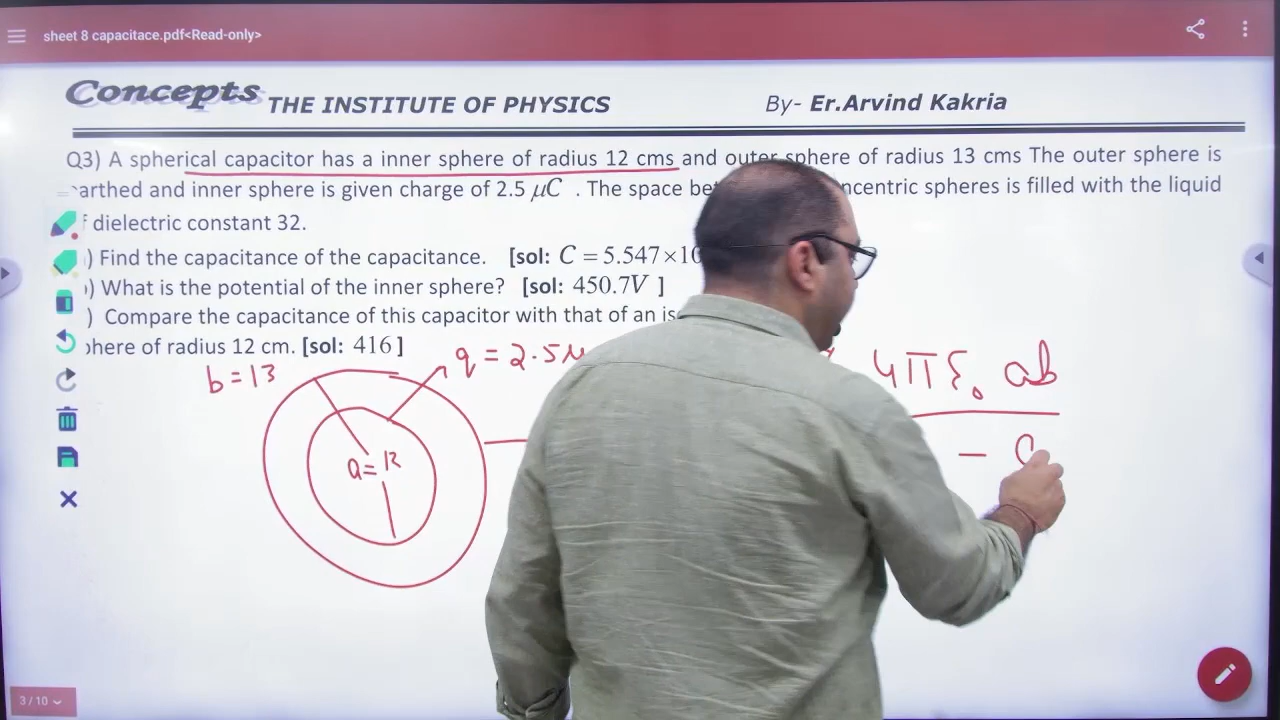 sheet 8 capacitace.pdf<Read-only>
Concepts THE INSTITUTE OF PHYSICS By- Er.Arvind Kakria
Q3) A spherical capacitor has a inner sphere of radius 12 cms and outer sphere of radius 13 cms The outer sphere is
arthed and inner sphere is given charge of 2.5 μC . The space be ncentric spheres is filled with the liquid
f dielectric constant 32.
) Find the capacitance of the capacitance. [sol: C = 5.547×10
) What is the potential of the inner sphere? [sol: 450.7V ]
) Compare the capacitance of this capacitor with that of an is
here of radius 12 cm. [sol: 416 ]
b = 13
q = 2.5μ
4πε₀ ab
a = 12
-
3 / 10